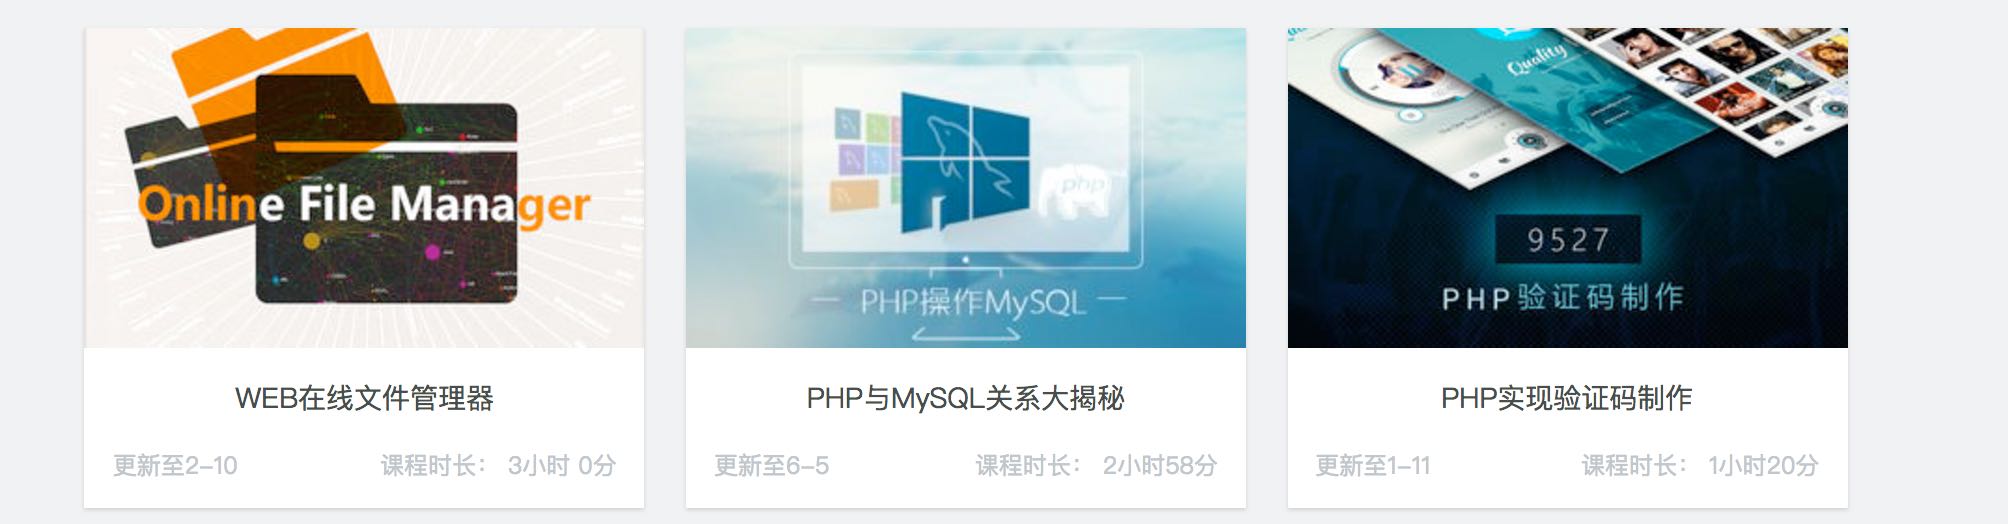 Online File Manager
WEB在线文件管理器
更新至2-10
课程时长： 3小时 0分
php
PHP操作MySQL
PHP与MySQL关系大揭秘
更新至6-5
课程时长： 2小时58分
Quality
9527
PHP验证码制作
PHP实现验证码制作
更新至1-11
课程时长： 1小时20分